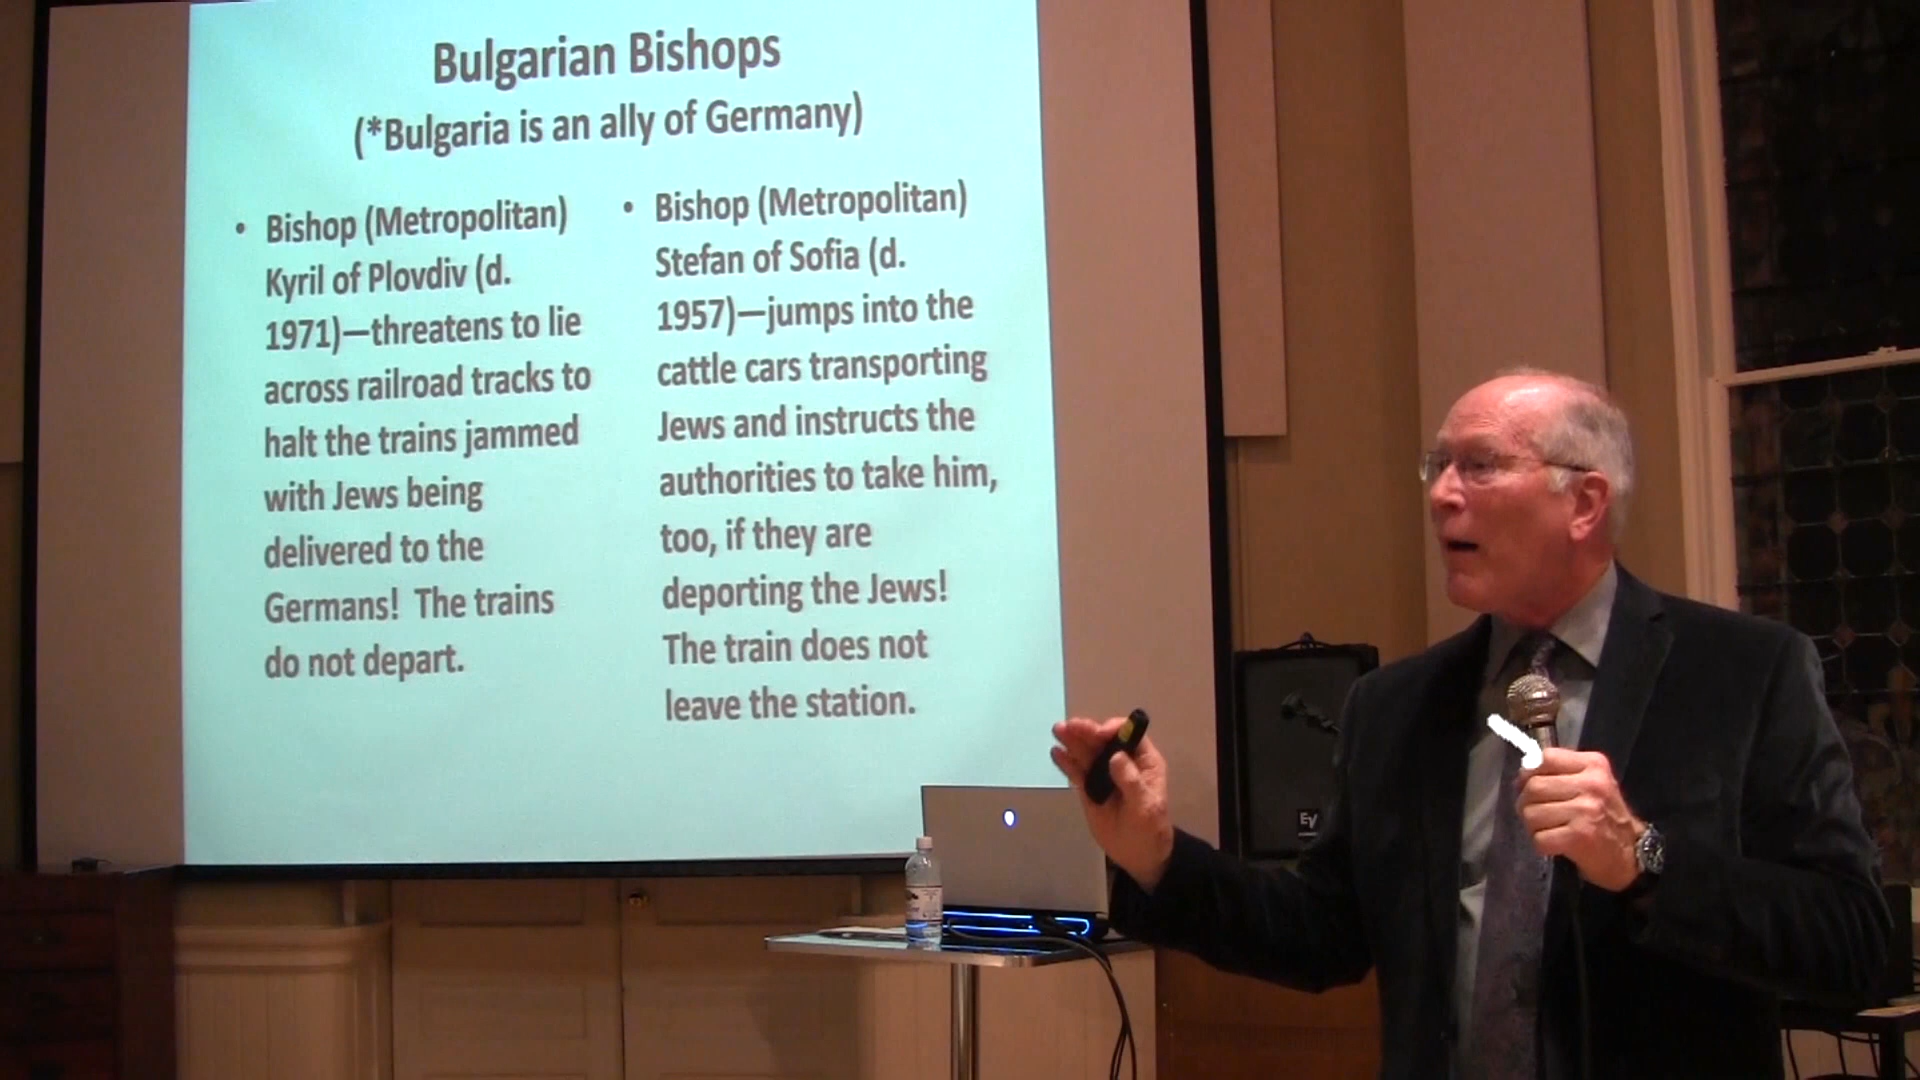 Bulgarian Bishops
(*Bulgaria is an ally of Germany)
• Bishop (Metropolitan)
Kyril of Plovdiv (d.
1971)—threatens to lie
across railroad tracks to
halt the trains jammed
with Jews being
delivered to the
Germans!  The trains
do not depart.
• Bishop (Metropolitan)
Stefan of Sofia (d.
1957)—jumps into the
cattle cars transporting
Jews and instructs the
authorities to take him,
too, if they are
deporting the Jews!
The train does not
leave the station.
EV